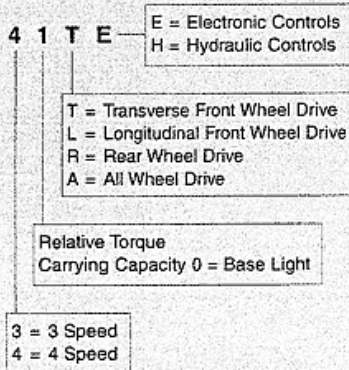 4 1 T E
E = Electronic Controls
H = Hydraulic Controls
T = Transverse Front Wheel Drive
L = Longitudinal Front Wheel Drive
R = Rear Wheel Drive
A = All Wheel Drive
Relative Torque
Carrying Capacity 0 = Base Light
3 = 3 Speed
4 = 4 Speed